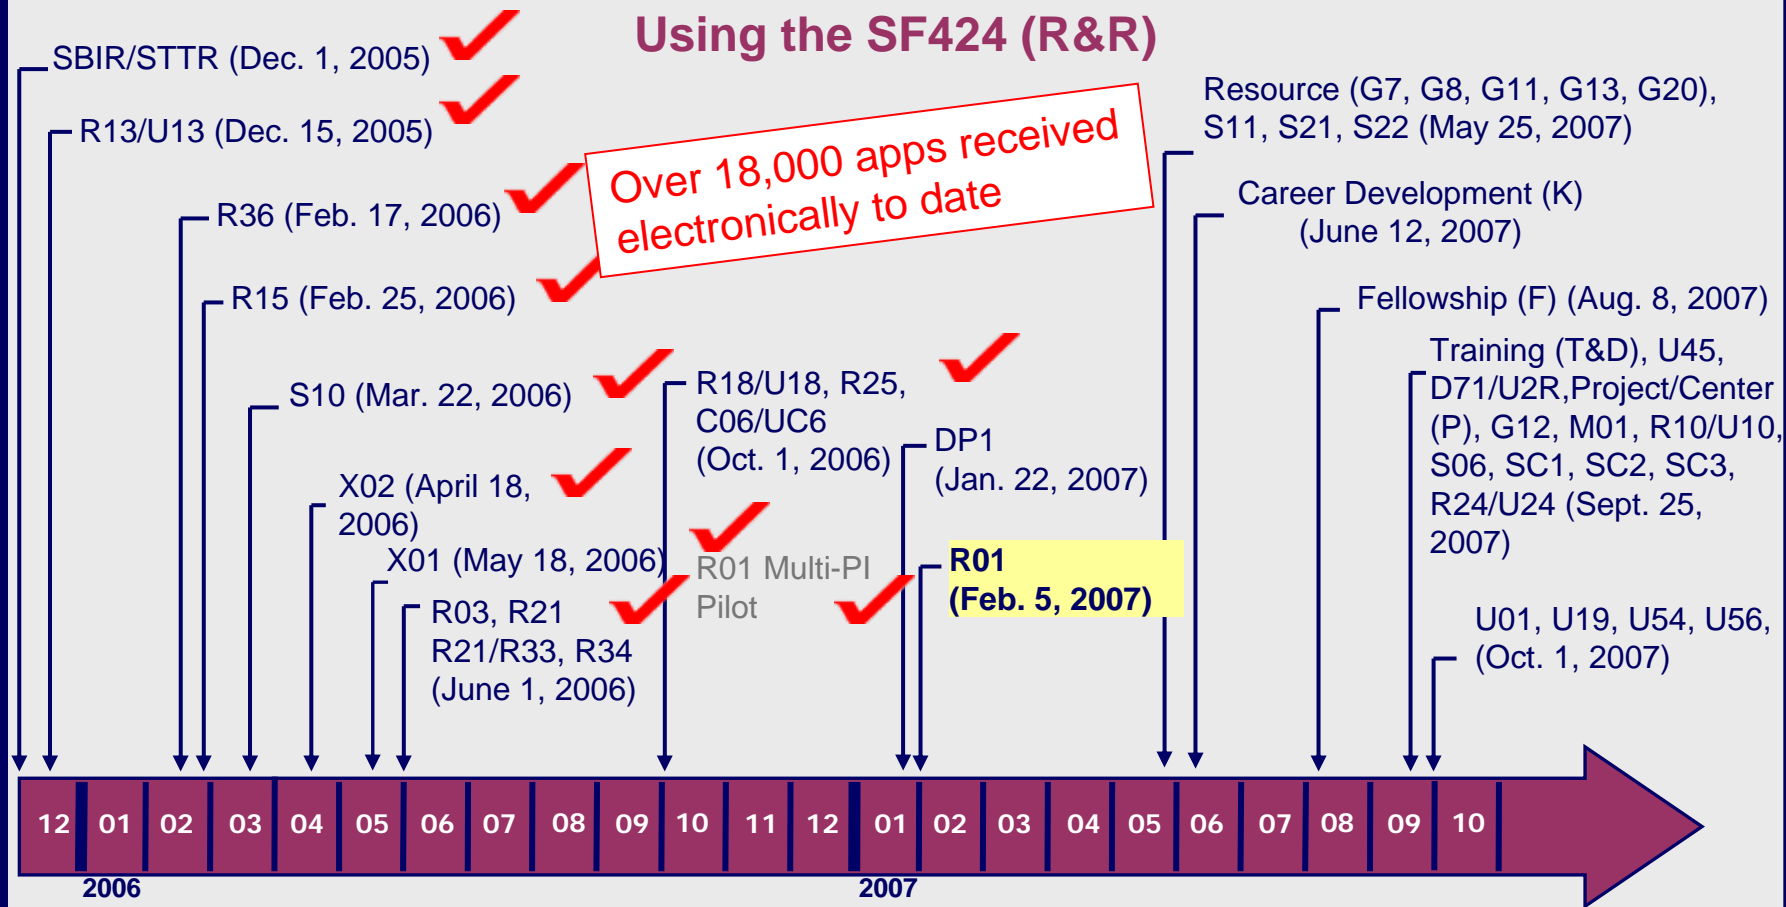 Using the SF424 (R&R)
SBIR/STTR (Dec. 1, 2005)
R13/U13 (Dec. 15, 2005)
R36 (Feb. 17, 2006)
R15 (Feb. 25, 2006)
S10 (Mar. 22, 2006)
X02 (April 18,
2006)
X01 (May 18, 2006)
R03, R21
R21/R33, R34
(June 1, 2006)
Over 18,000 apps received
electronically to date
R18/U18, R25,
C06/UC6
(Oct. 1, 2006)
R01 Multi-PI
Pilot
DP1
(Jan. 22, 2007)
R01
(Feb. 5, 2007)
Resource (G7, G8, G11, G13, G20),
S11, S21, S22 (May 25, 2007)
Career Development (K)
(June 12, 2007)
Fellowship (F) (Aug. 8, 2007)
Training (T&D), U45,
D71/U2R,Project/Center
(P), G12, M01, R10/U10,
S06, SC1, SC2, SC3,
R24/U24 (Sept. 25,
2007)
U01, U19, U54, U56,
(Oct. 1, 2007)
12 01 02 03 04 05 06 07 08 09 10 11 12 01 02 03 04 05 06 07 08 09 10
2006 2007